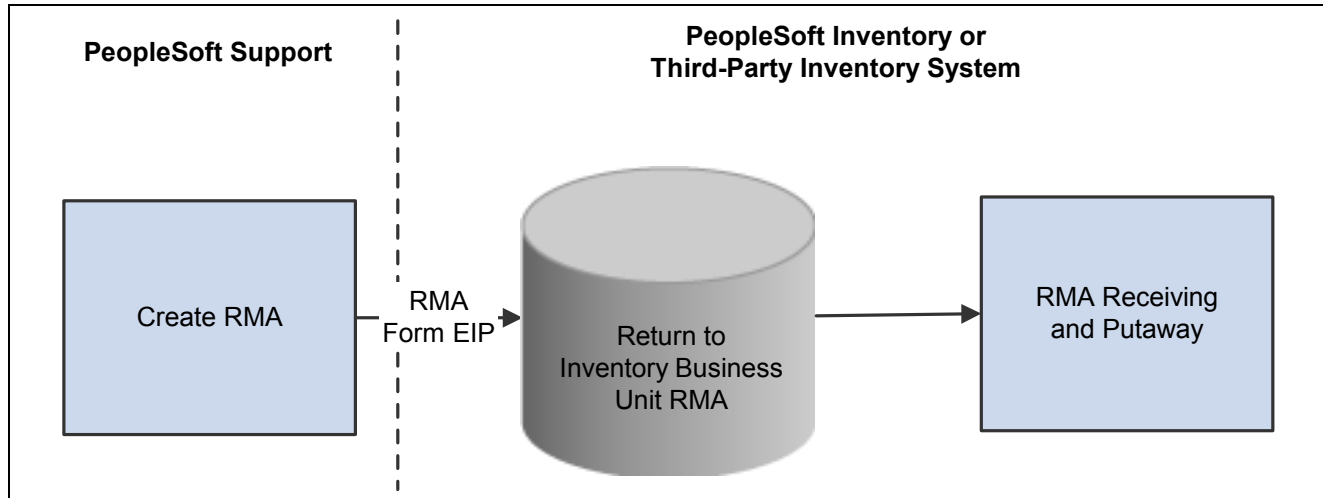 PeopleSoft Support
PeopleSoft Inventory or
Third-Party Inventory System
Create RMA
RMA
Form EIP
Return to
Inventory Business
Unit RMA
RMA Receiving
and Putaway